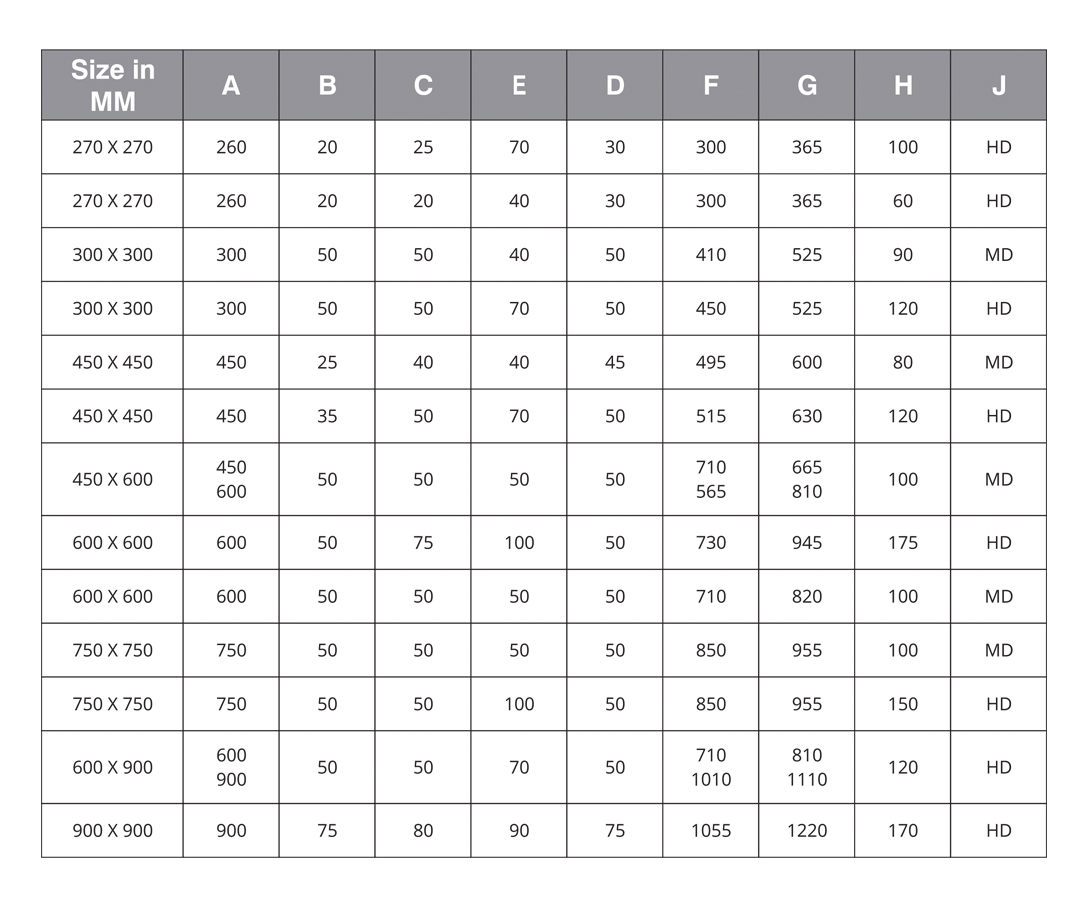 Size in MM A B C E D F G H J
270 X 270 260 20 25 70 30 300 365 100 HD
270 X 270 260 20 20 40 30 300 365 60 HD
300 X 300 300 50 50 40 50 410 525 90 MD
300 X 300 300 50 50 70 50 450 525 120 HD
450 X 450 450 25 40 40 45 495 600 80 MD
450 X 450 450 35 50 70 50 515 630 120 HD
450 X 600 450 600 50 50 50 50 710 565 665 810 100 MD
600 X 600 600 50 75 100 50 730 945 175 HD
600 X 600 600 50 50 50 50 710 820 100 MD
750 X 750 750 50 50 50 50 850 955 100 MD
750 X 750 750 50 50 100 50 850 955 150 HD
600 X 900 600 900 50 50 70 50 710 1010 810 1110 120 HD
900 X 900 900 75 80 90 75 1055 1220 170 HD